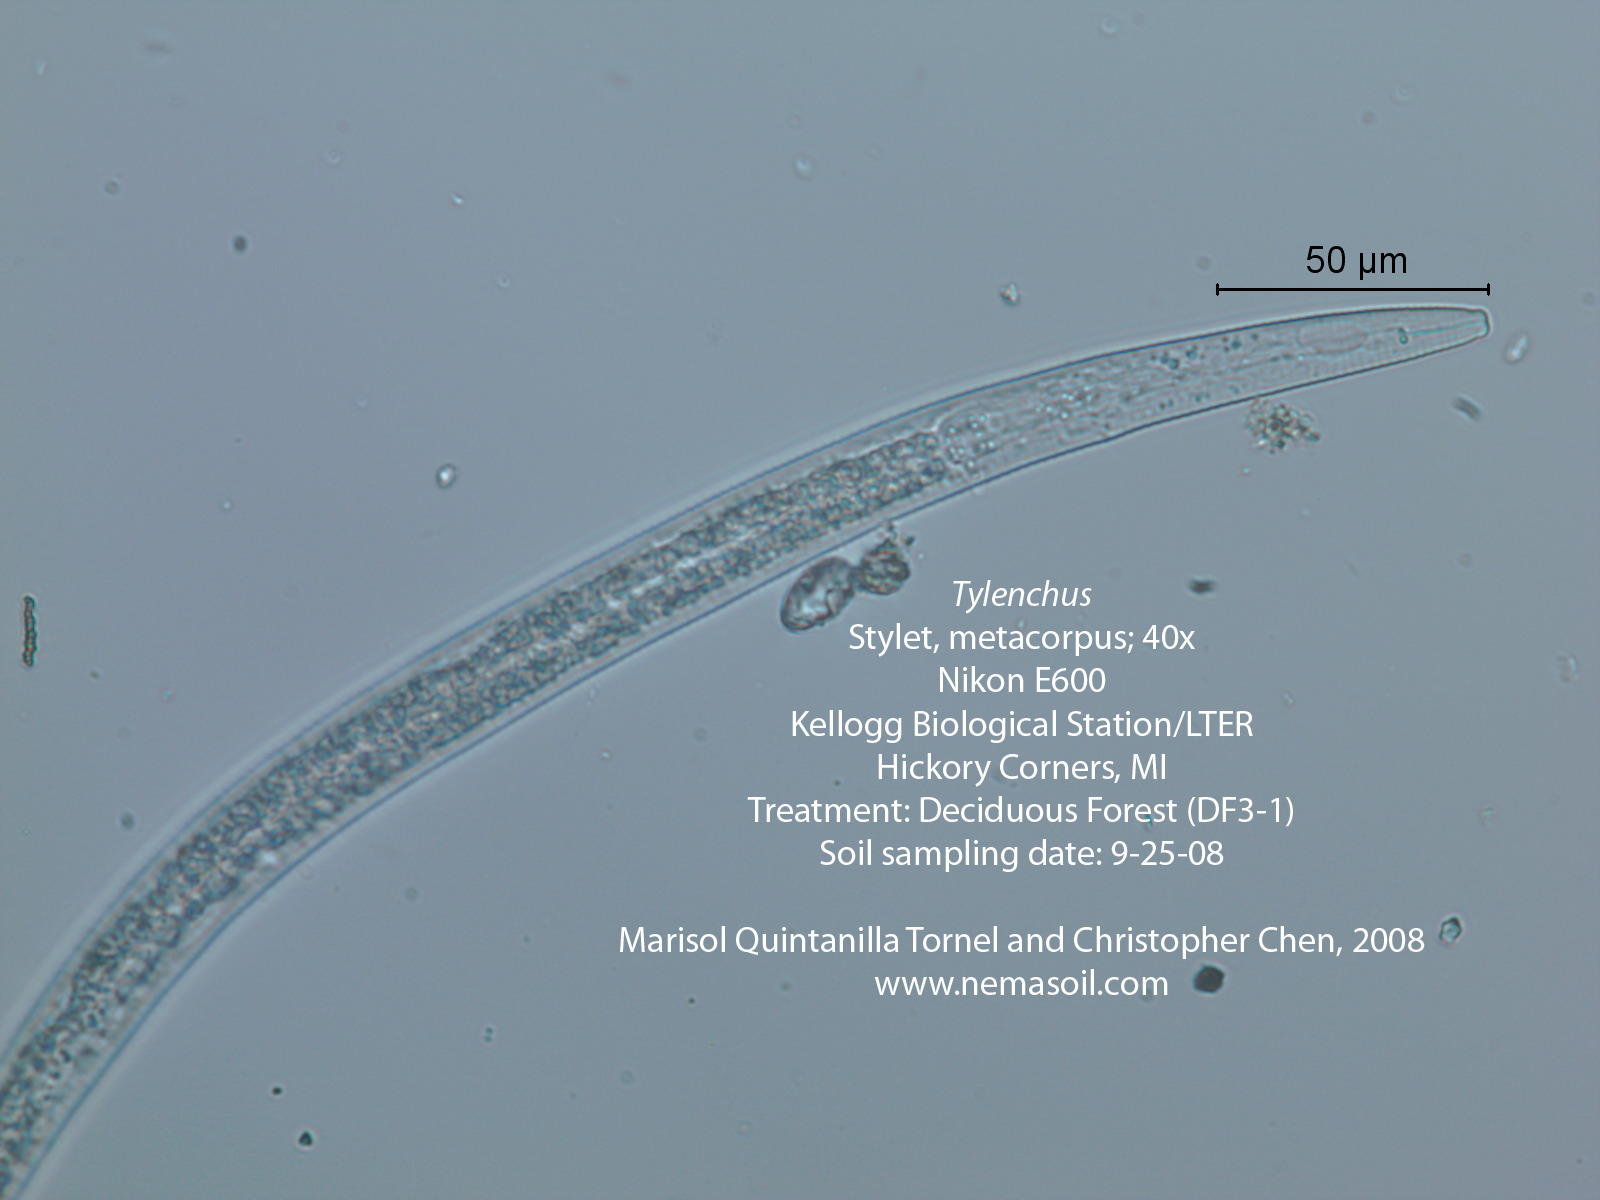 50 µm
Tylenchus
Stylet, metacorpus; 40x
Nikon E600
Kellogg Biological Station/LTER
Hickory Corners, MI
Treatment: Deciduous Forest (DF3-1)
Soil sampling date: 9-25-08
Marisol Quintanilla Tornel and Christopher Chen, 2008
www.nemasoil.com